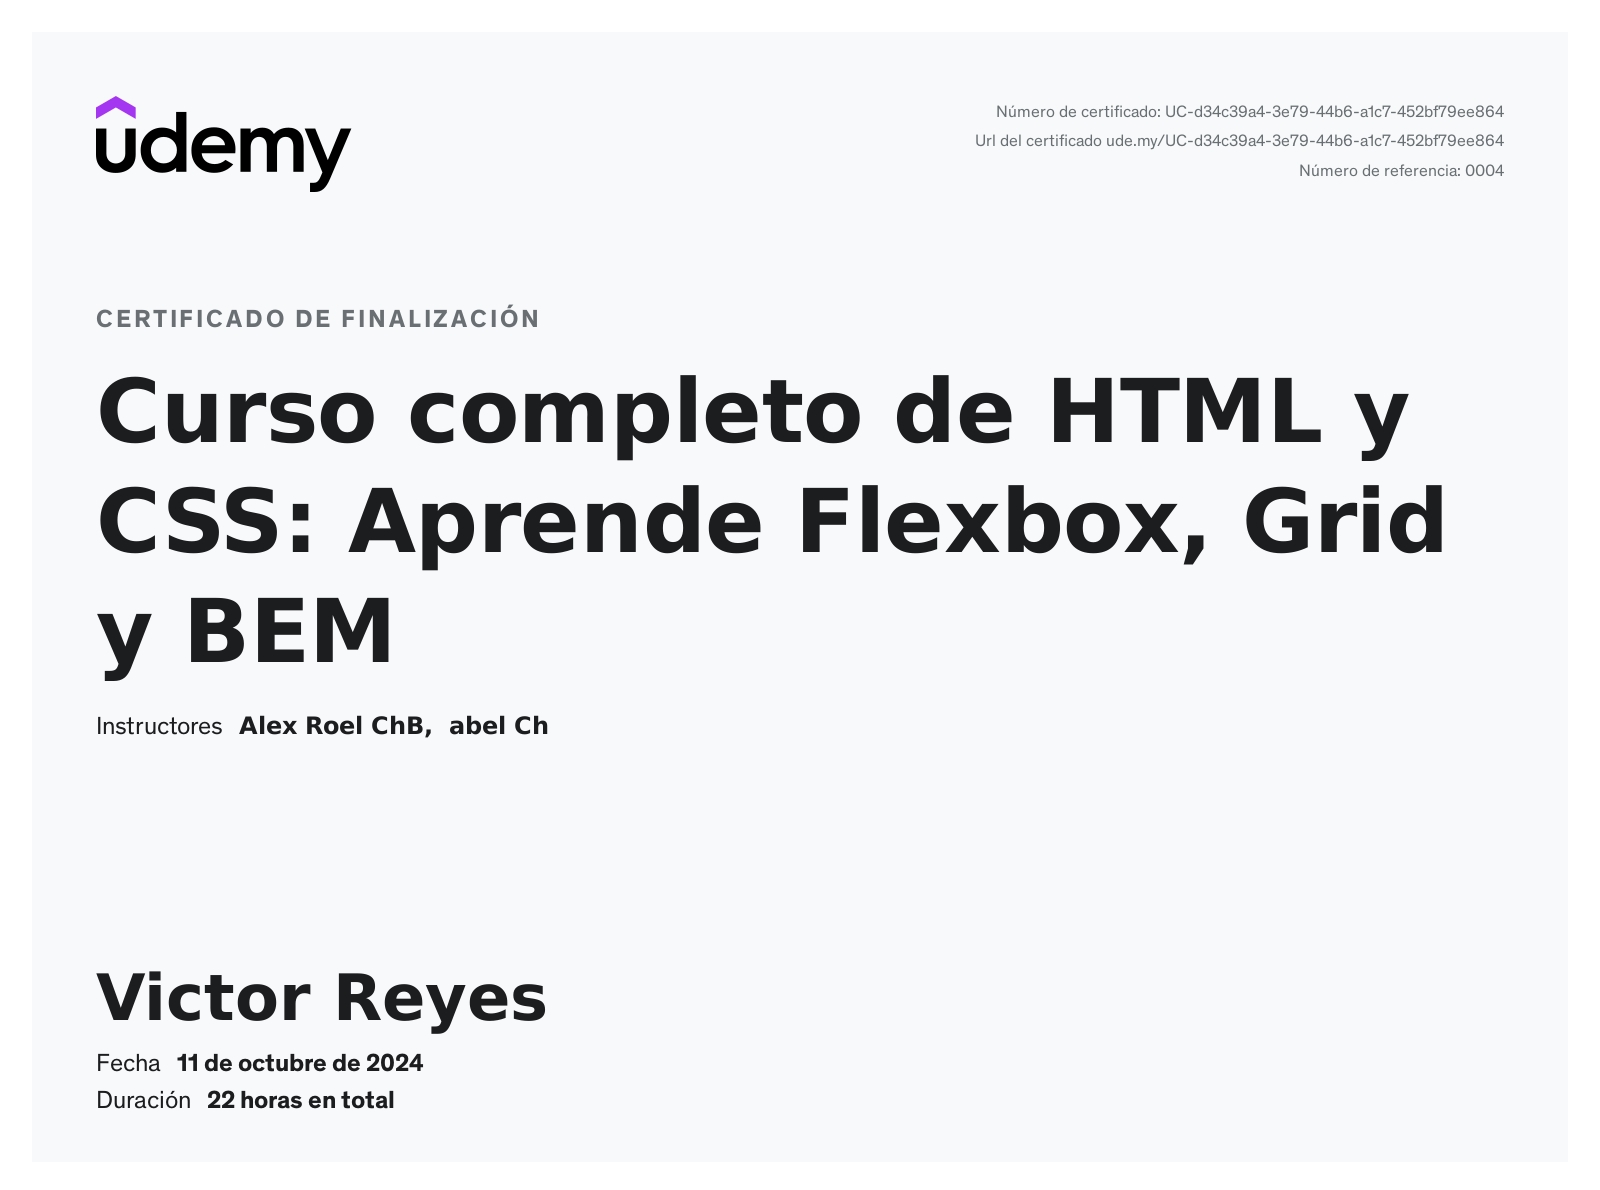 udemy
Número de certificado: UC-d34c39a4-3e79-44b6-a1c7-452bf79ee864
Url del certificado ude.my/UC-d34c39a4-3e79-44b6-a1c7-452bf79ee864
Número de referencia: 0004
CERTIFICADO DE FINALIZACIÓN
Curso completo de HTML y
CSS: Aprende Flexbox, Grid
y BEM
Instructores Alex Roel ChB, abel Ch
Victor Reyes
Fecha 11 de octubre de 2024
Duración 22 horas en total